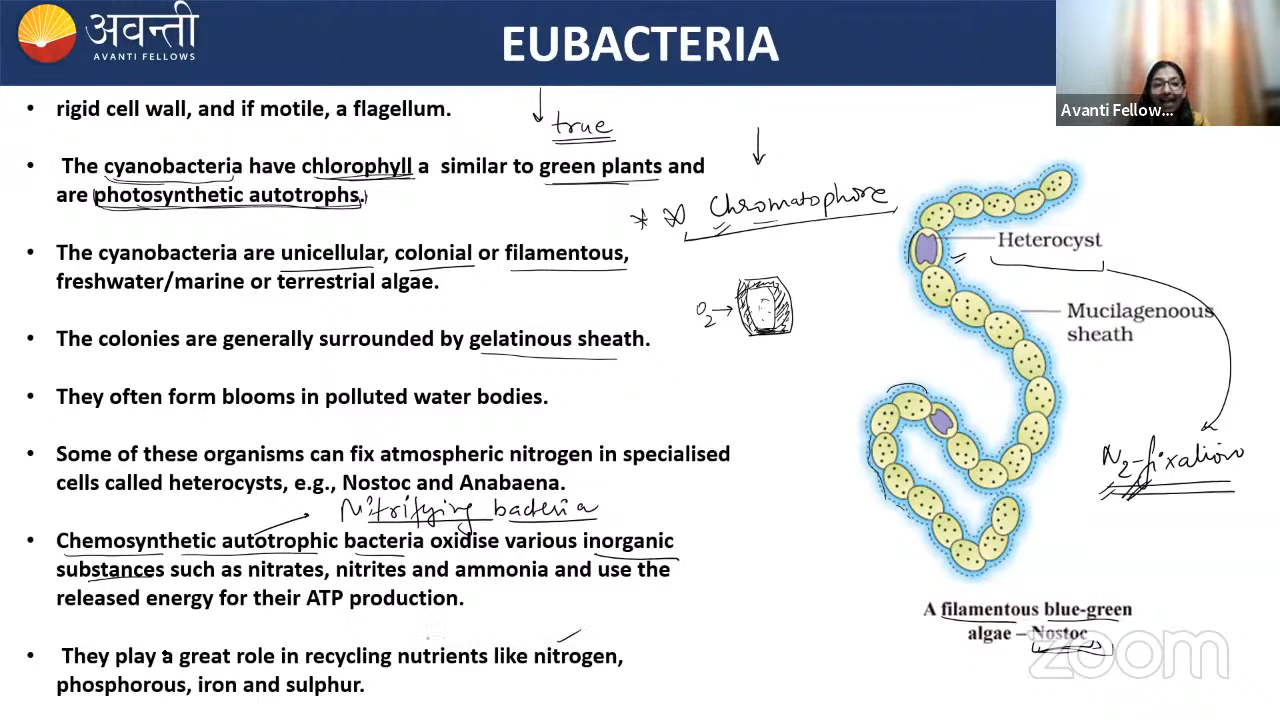 अवन्ती
AVANTI FELLOWS
EUBACTERIA
Avanti Fellow...
• rigid cell wall, and if motile, a flagellum.
true
• The cyanobacteria have chlorophyll a similar to green plants and
are photosynthetic autotrophs.
Chromatophore
• The cyanobacteria are unicellular, colonial or filamentous,
freshwater/marine or terrestrial algae.
O2
• The colonies are generally surrounded by gelatinous sheath.
• They often form blooms in polluted water bodies.
• Some of these organisms can fix atmospheric nitrogen in specialised
cells called heterocysts, e.g., Nostoc and Anabaena.
Nitrifying bacteria
• Chemosynthetic autotrophic bacteria oxidise various inorganic
substances such as nitrates, nitrites and ammonia and use the
released energy for their ATP production.
• They play a great role in recycling nutrients like nitrogen,
phosphorous, iron and sulphur.
Heterocyst
Mucilagenoous
sheath
N2-fixation
A filamentous blue-green
algae – Nostoc
zoom